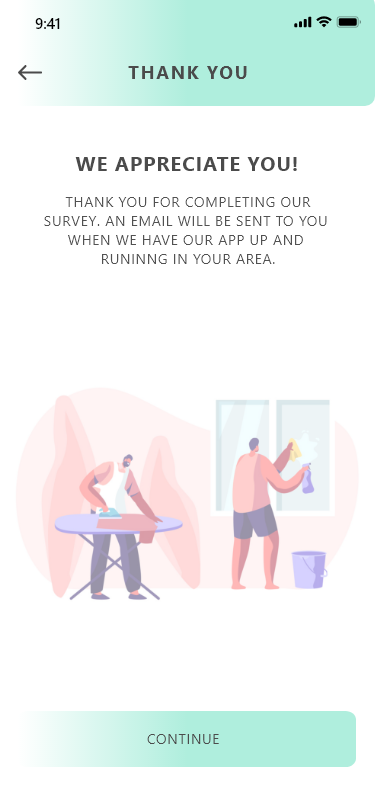 9:41
THANK YOU
WE APPRECIATE YOU!
THANK YOU FOR COMPLETING OUR
SURVEY. AN EMAIL WILL BE SENT TO YOU
WHEN WE HAVE OUR APP UP AND
RUNINNG IN YOUR AREA.
CONTINUE